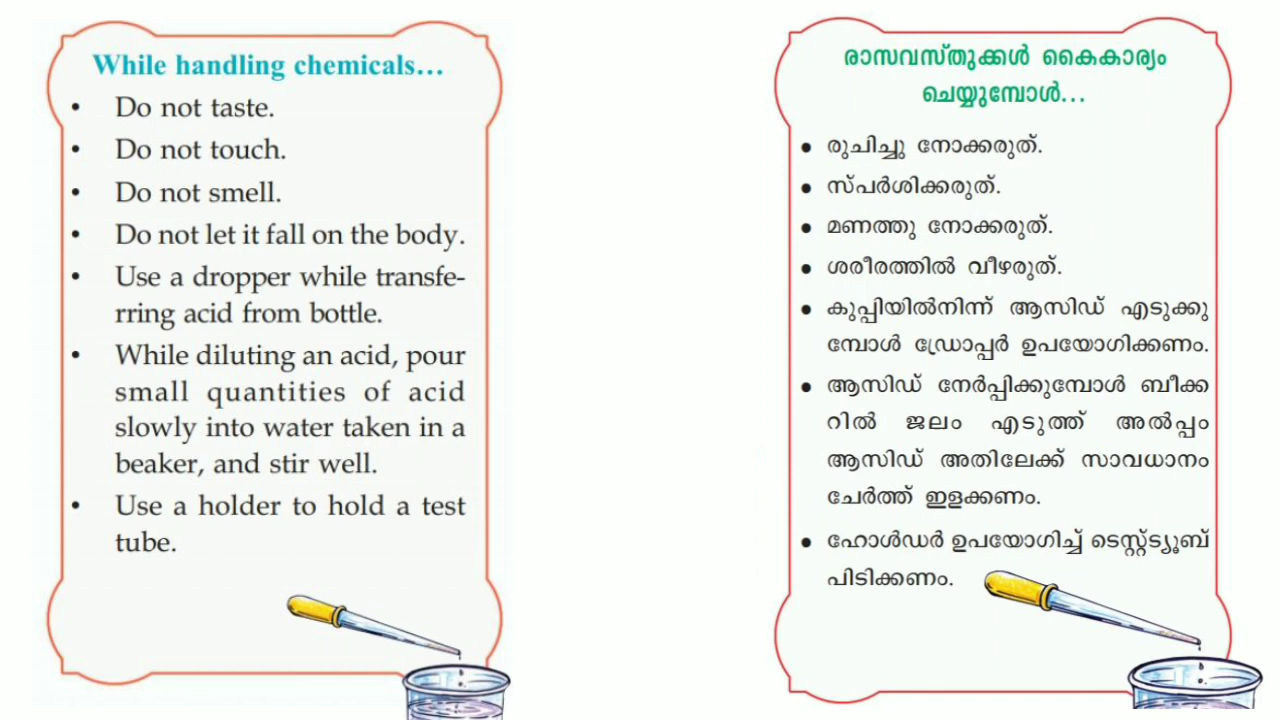 While handling chemicals...
• Do not taste.
• Do not touch.
• Do not smell.
• Do not let it fall on the body.
• Use a dropper while transfe-
rring acid from bottle.
• While diluting an acid, pour
small quantities of acid
slowly into water taken in a
beaker, and stir well.
• Use a holder to hold a test
tube.
രാസവസ്തുക്കൾ കൈകാര്യം
ചെയ്യുമ്പോൾ...
• രുചിച്ചു നോക്കരുത്.
• സ്പർശിക്കരുത്.
• മണത്തു നോക്കരുത്.
• ശരീരത്തിൽ വീഴരുത്.
• കുപ്പിയിൽനിന്ന് ആസിഡ് എടുക്കു
മ്പോൾ ഡ്രോപ്പർ ഉപയോഗിക്കണം.
• ആസിഡ് നേർപ്പിക്കുമ്പോൾ ബീക്ക
റിൽ ജലം എടുത്ത് അൽപ്പം
ആസിഡ് അതിലേക്ക് സാവധാനം
ചേർത്ത് ഇളക്കണം.
• ഹോൾഡർ ഉപയോഗിച്ച് ടെസ്റ്റ്ട്യൂബ്
പിടിക്കണം.